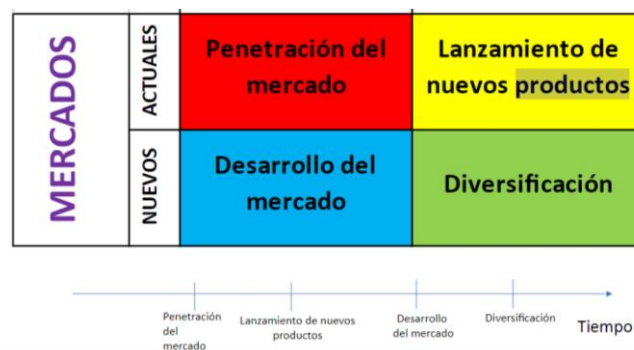 MERCADOS
ACTUALES
Penetración del
mercado
Lanzamiento de
nuevos productos
NUEVOS
Desarrollo del
mercado
Diversificación
Penetración
del
mercado
Lanzamiento de nuevos
productos
Desarrollo
del mercado
Diversificación
Tiempo